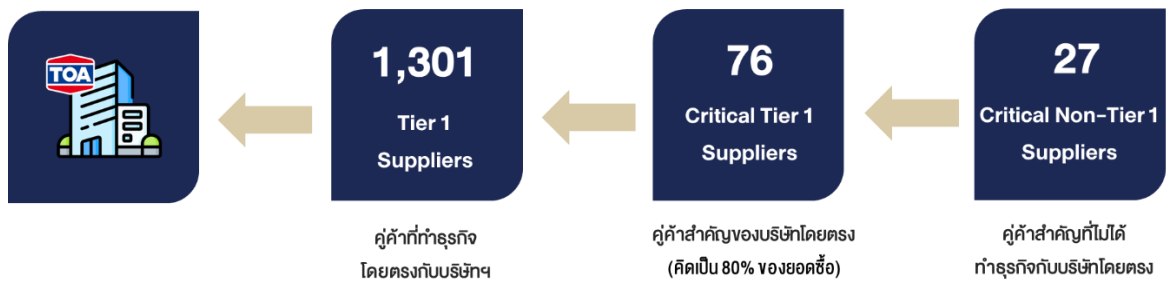 TOA
1,301
Tier 1
Suppliers
คู่ค้าที่ทำธุรกิจ
โดยตรงกับบริษัทฯ
76
Critical Tier 1
Suppliers
คู่ค้าสำคัญของบริษัทโดยตรง
(คิดเป็น 80% ของยอดซื้อ)
27
Critical Non-Tier 1
Suppliers
คู่ค้าสำคัญที่ไม่ได้
ทำธุรกิจกับบริษัทโดยตรง